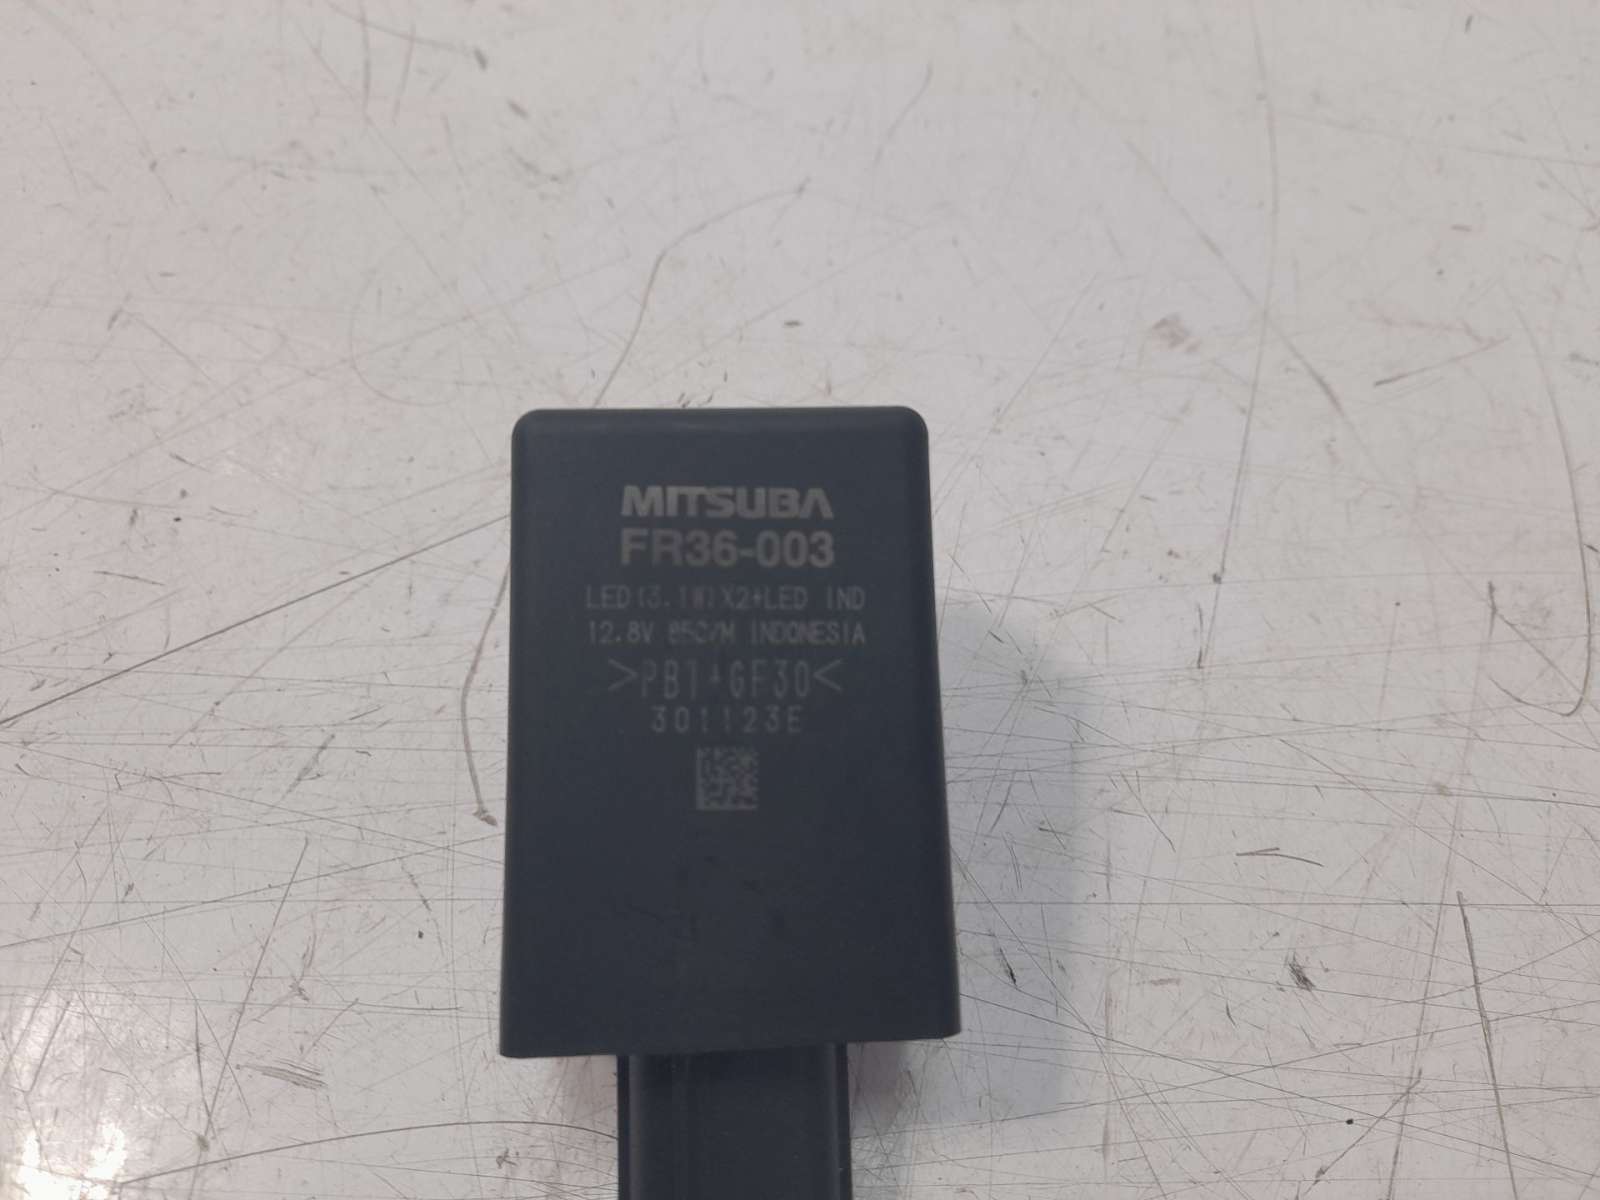 MITSUBA
FR36-003
LED(3.1W)X2+LED IND
12.8V 85C/M INDONESIA
>PBT+GF30<
301123E